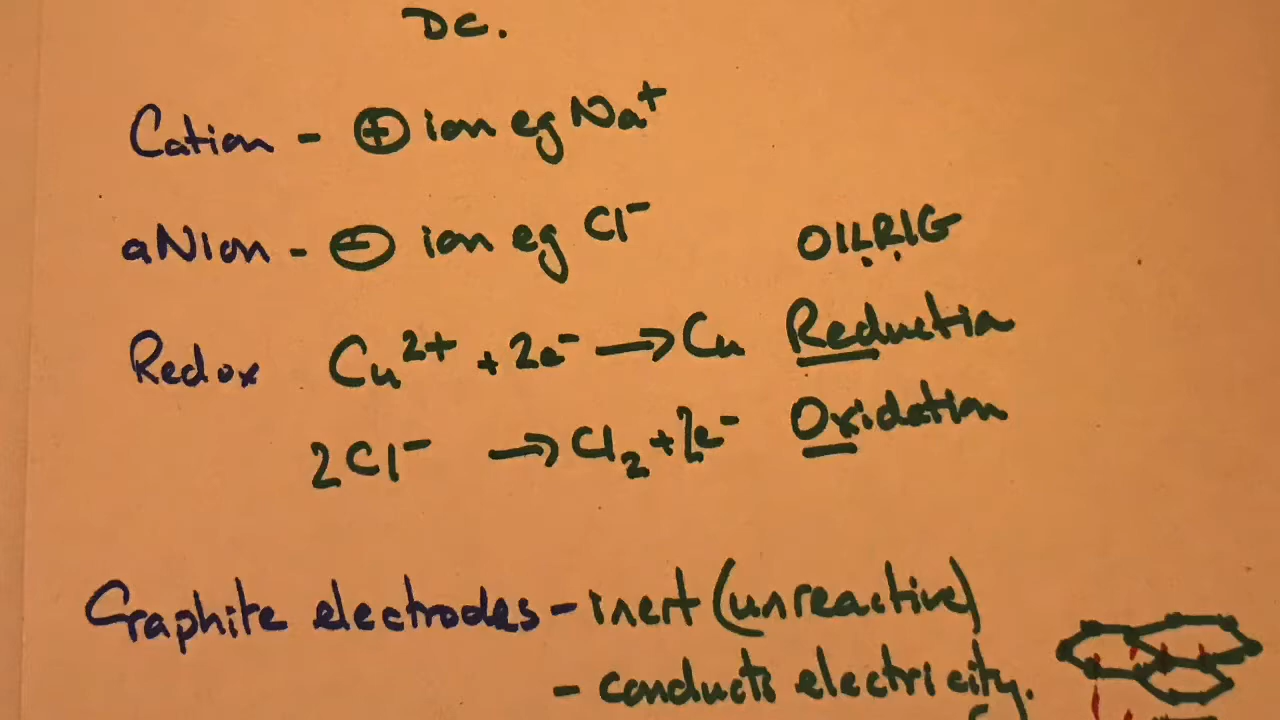 DC.
Cation - ⊕ ion eg Na⁺
aNIon - ⊖ ion eg Cl⁻
OILRIG
Redox Cu²⁺ + 2e⁻ → Cu Reduction
2Cl⁻ → Cl₂ + 2e⁻ Oxidation
Graphite electrodes - inert (unreactive)
- conducts electricity.